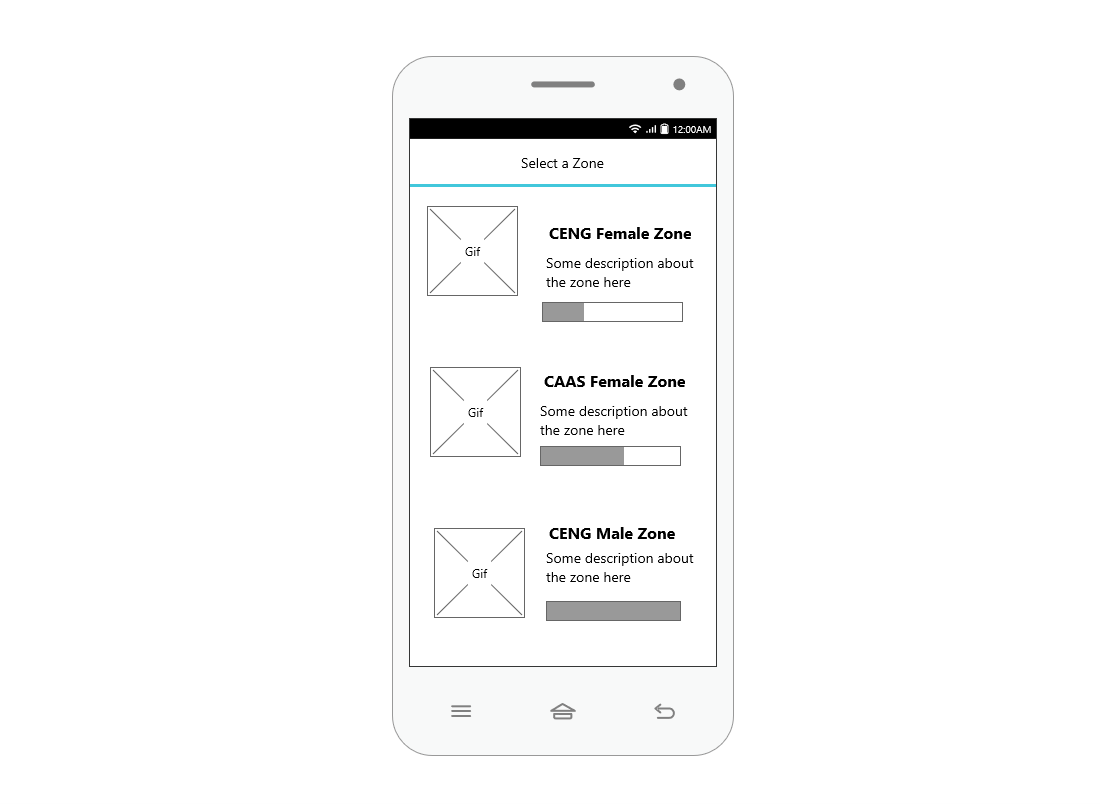 12:00AM
Select a Zone
Gif
CENG Female Zone
Some description about
the zone here
Gif
CAAS Female Zone
Some description about
the zone here
Gif
CENG Male Zone
Some description about
the zone here